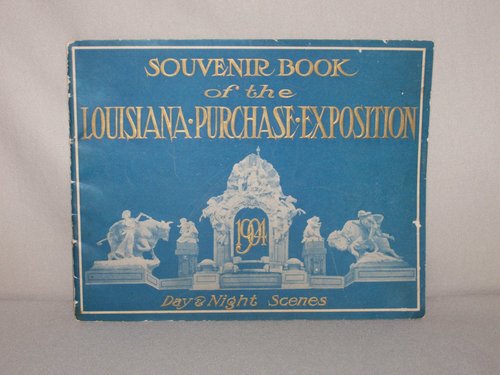 SOUVENIR BOOK
of the
LOUISIANA·PURCHASE·EXPOSITION
1904
Day & Night Scenes